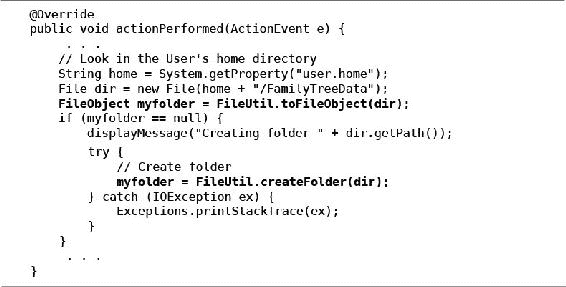 @Override
public void actionPerformed(ActionEvent e) {
. . .
// Look in the User's home directory
String home = System.getProperty("user.home");
File dir = new File(home + "/FamilyTreeData");
FileObject myfolder = FileUtil.toFileObject(dir);
if (myfolder == null) {
displayMessage("Creating folder " + dir.getPath());
try {
// Create folder
myfolder = FileUtil.createFolder(dir);
} catch (IOException ex) {
Exceptions.printStackTrace(ex);
}
}
. . .
}